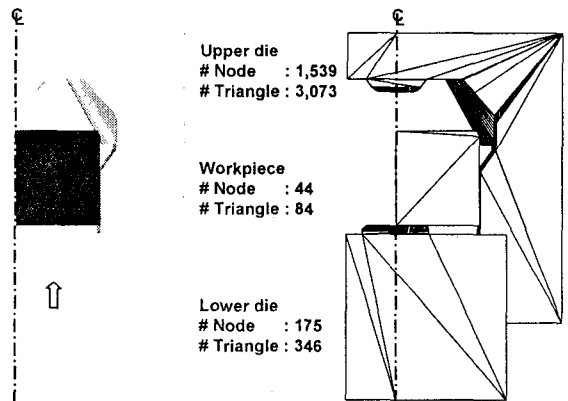 ℄
℄
Upper die
# Node : 1,539
# Triangle : 3,073
Workpiece
# Node : 44
# Triangle : 84
Lower die
# Node : 175
# Triangle : 346